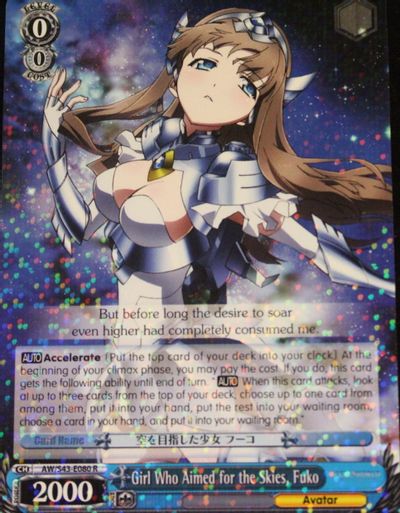 LEVEL
0
0
COST
But before long the desire to soar
even higher had completely consumed me.
AUTO Accelerate [Put the top card of your deck into your clock] At the
beginning of your climax phase, you may pay the cost. If you do, this card
gets the following ability until end of turn. " AUTO When this card attacks, look
at up to three cards from the top of your deck, choose up to one card from
among them, put it into your hand, put the rest into your waiting room,
choose a card in your hand, and put it into your waiting room."
Card Name 空を目指した少女 フーコ
CH AW/S43-E080 R
Girl Who Aimed for the Skies, Fuko
POWER
2000
Avatar